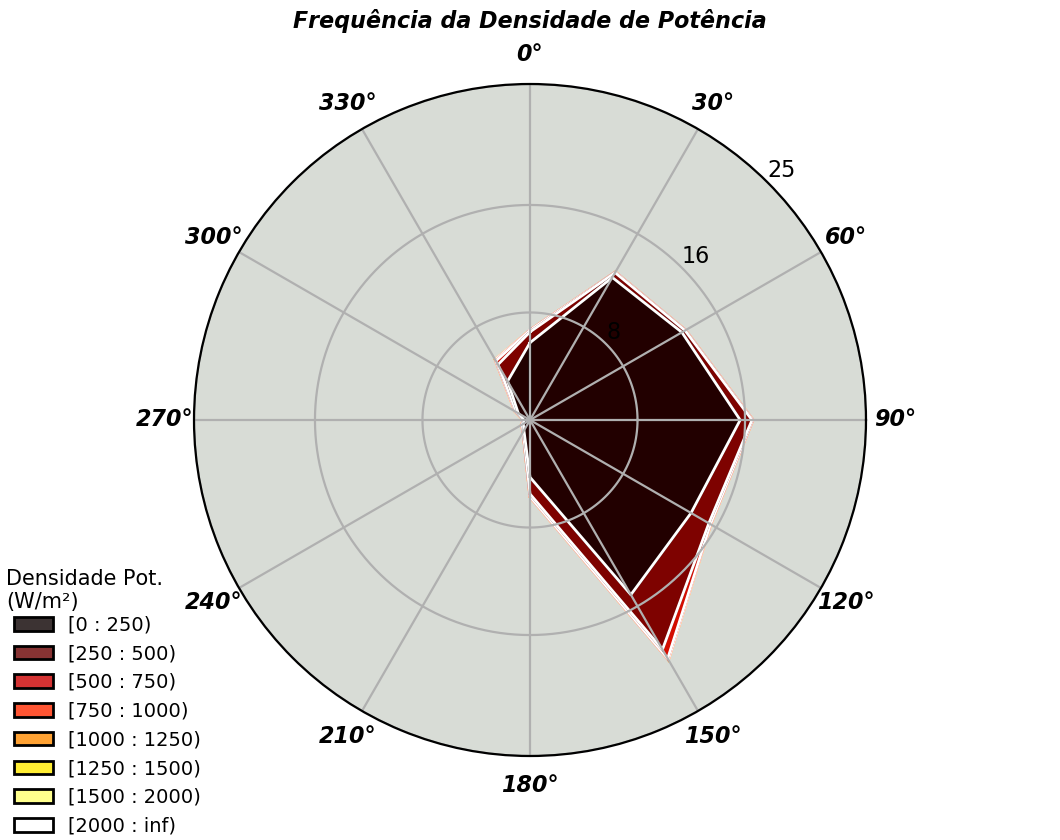 Frequência da Densidade de Potência
0°
330°
30°
25
300°
60°
16
8
270°
90°
240°
120°
210°
150°
180°
Densidade Pot.
(W/m²)
[0 : 250)
[250 : 500)
[500 : 750)
[750 : 1000)
[1000 : 1250)
[1250 : 1500)
[1500 : 2000)
[2000 : inf)